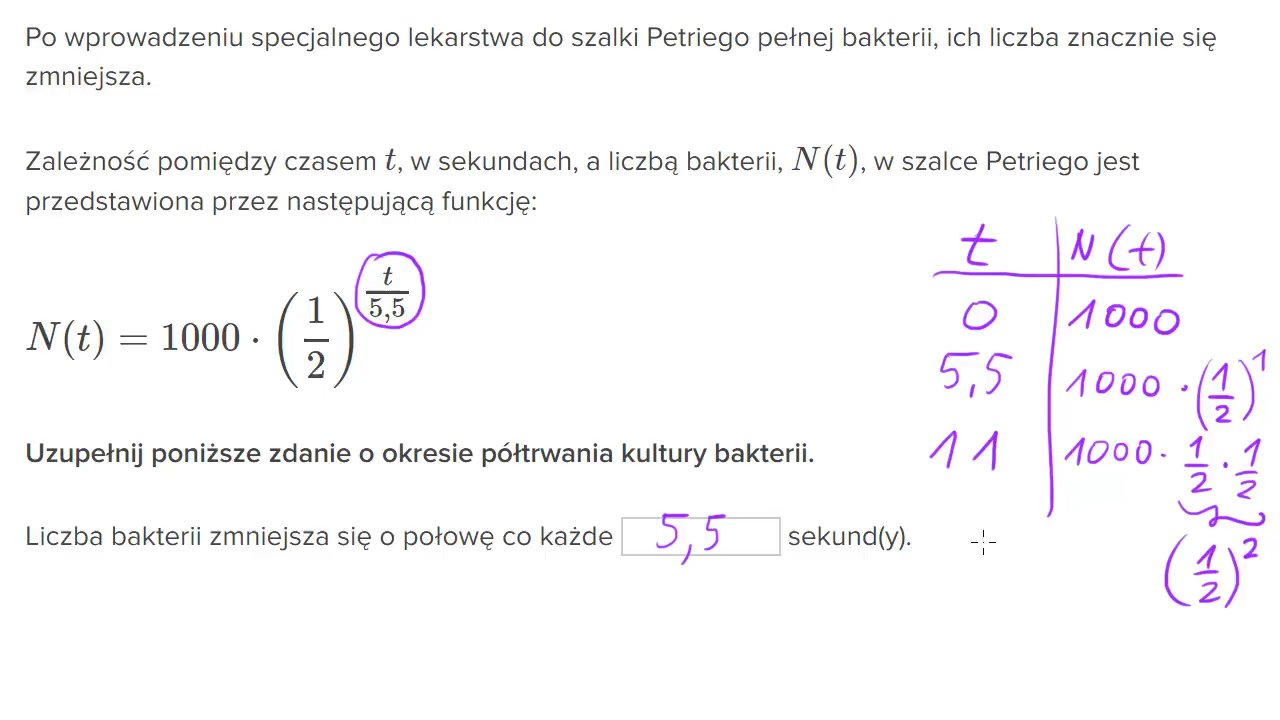 Po wprowadzeniu specjalnego lekarstwa do szalki Petriego pełnej bakterii, ich liczba znacznie się
zmniejsza.
Zależność pomiędzy czasem t, w sekundach, a liczbą bakterii, N(t), w szalce Petriego jest
przedstawiona przez następującą funkcję:
N(t) = 1000 · (1/2)^(t/5,5)
Uzupełnij poniższe zdanie o okresie półtrwania kultury bakterii.
Liczba bakterii zmniejsza się o połowę co każde 5,5 sekund(y).
t | N(t)
0 | 1000
5,5 | 1000 · (1/2)^1
11 | 1000 · 1/2 · 1/2
(1/2)^2